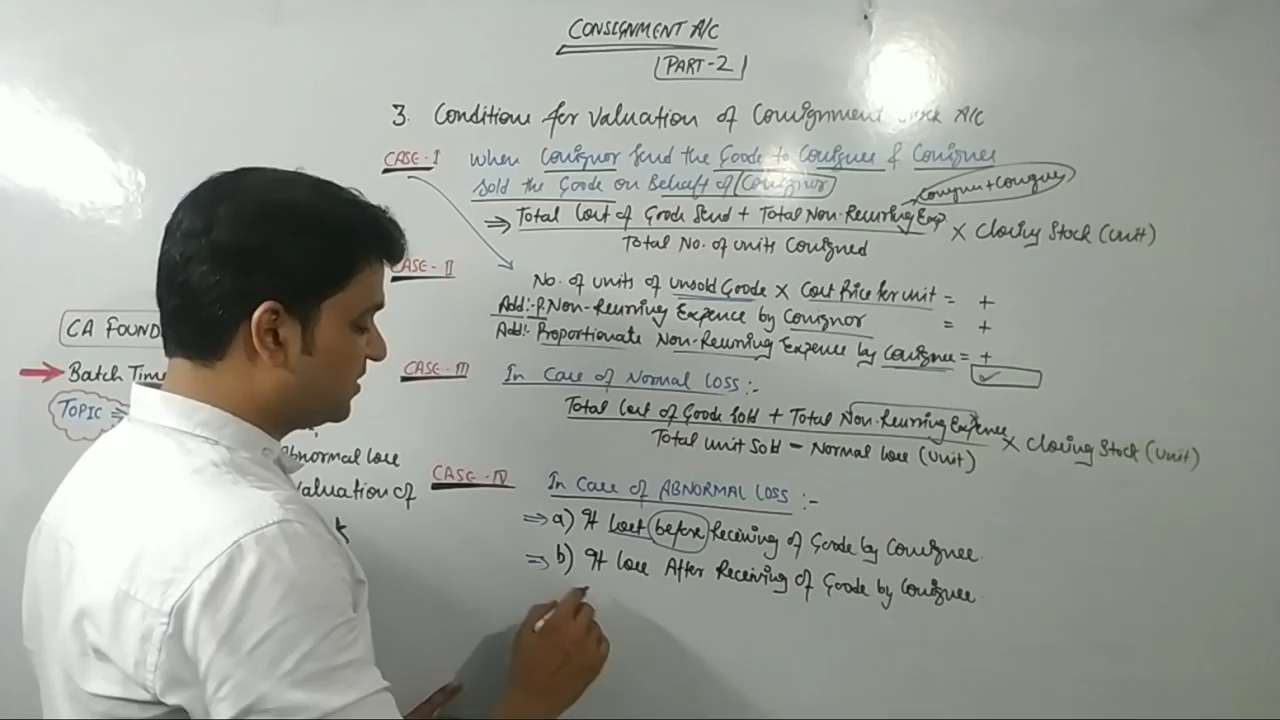 CONSIGNMENT A/C
PART-2
3. Conditions for Valuation of Consignment Stock A/C
CASE-I When Consignor Send the Goods to Consignee & Consignee
Sold the Goods on Behalf of Consignor
(Consignor + Consignee)
⇒ Total Cost of Goods Send + Total Non-Recurring Exp. × Closing Stock (Unit)
Total No. of units Consigned
CASE-II
No. of units of unsold Goods × Cost Price Per unit = +
Add:- P. Non-Recurring Expence by Consignor = +
Add:- Proportionate Non-Recurring Expence by Consignee = +
✓
CA FOUND
Batch Time
TOPIC ⇒
CASE-III In Case of Normal LOSS:-
Total Cost of Goods Sold + Total Non-Recurring Expence × Closing Stock (Unit)
Total unit Sold - Normal loss (Unit)
Abnormal loss
Valuation of
k
CASE-IV In Case of ABNORMAL LOSS :-
⇒ a) If Lost before Receiving of Goods by Consignee
⇒ b) If Loss After Receiving of Goods by Consignee